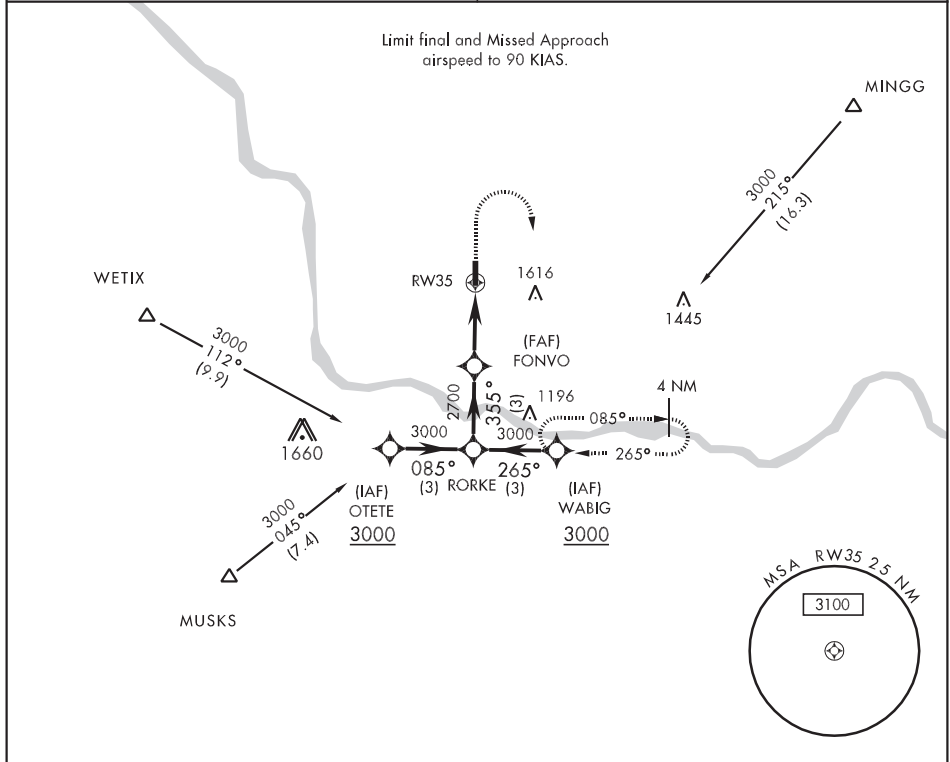 Limit final and Missed Approach
airspeed to 90 KIAS.
MINGG
3000
215°
(16.3)
1445
RW35
1616
WETIX
3000
112°
(9.9)
1660
(FAF)
FONVO
2700
355°
(3)
1196
4 NM
085°
265°
3000
085°
(3)
RORKE
3000
265°
(3)
(IAF)
OTETE
3000
(IAF)
WABIG
3000
3000
045°
(7.4)
MUSKS
MSA RW35 25 NM
3100